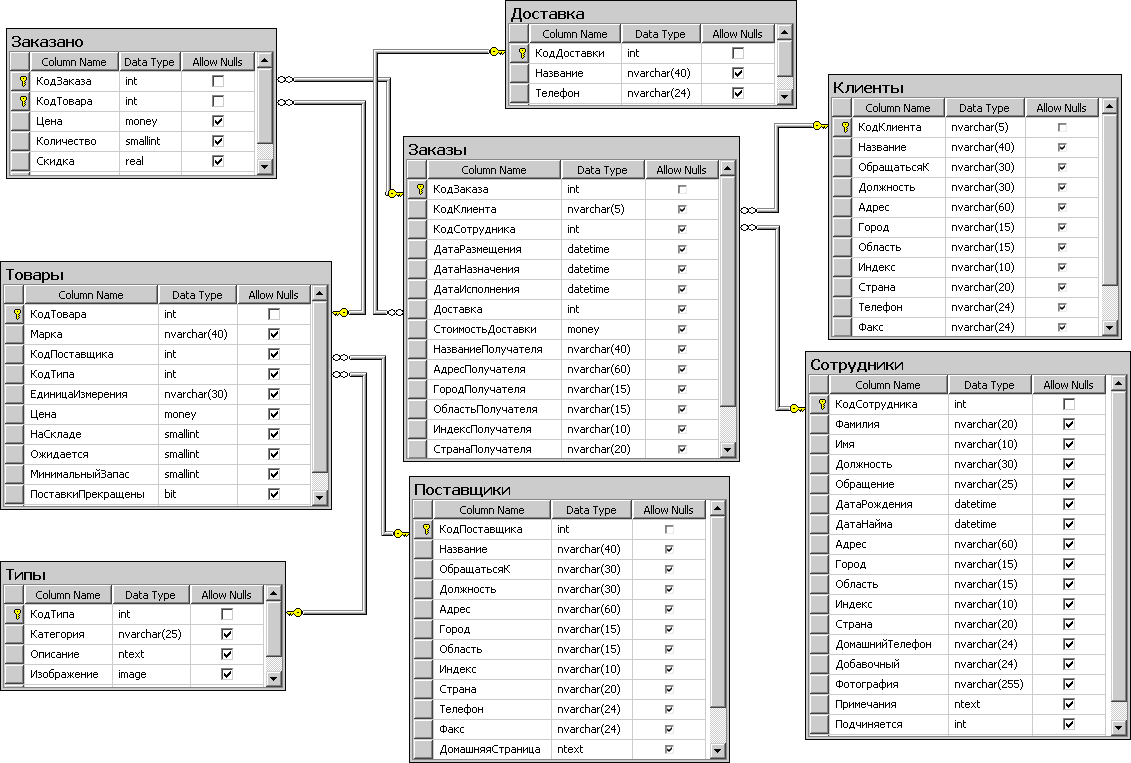 Заказано
Column Name Data Type Allow Nulls
КодЗаказа int
КодТовара int
Цена money
Количество smallint
Скидка real
Доставка
Column Name Data Type Allow Nulls
КодДоставки int
Название nvarchar(40)
Телефон nvarchar(24)
Клиенты
Column Name Data Type Allow Nulls
КодКлиента nvarchar(5)
Название nvarchar(40)
ОбращатьсяК nvarchar(30)
Должность nvarchar(30)
Адрес nvarchar(60)
Город nvarchar(15)
Область nvarchar(15)
Индекс nvarchar(10)
Страна nvarchar(20)
Телефон nvarchar(24)
Факс nvarchar(24)
Заказы
Column Name Data Type Allow Nulls
КодЗаказа int
КодКлиента nvarchar(5)
КодСотрудника int
ДатаРазмещения datetime
ДатаНазначения datetime
ДатаИсполнения datetime
Доставка int
СтоимостьДоставки money
НазваниеПолучателя nvarchar(40)
АдресПолучателя nvarchar(60)
ГородПолучателя nvarchar(15)
ОбластьПолучателя nvarchar(15)
ИндексПолучателя nvarchar(10)
СтранаПолучателя nvarchar(20)
Товары
Column Name Data Type Allow Nulls
КодТовара int
Марка nvarchar(40)
КодПоставщика int
КодТипа int
ЕдиницаИзмерения nvarchar(30)
Цена money
НаСкладе smallint
Ожидается smallint
МинимальныйЗапас smallint
ПоставкиПрекращены bit
Сотрудники
Column Name Data Type Allow Nulls
КодСотрудника int
Фамилия nvarchar(20)
Имя nvarchar(10)
Должность nvarchar(30)
Обращение nvarchar(25)
ДатаРождения datetime
ДатаНайма datetime
Адрес nvarchar(60)
Город nvarchar(15)
Область nvarchar(15)
Индекс nvarchar(10)
Страна nvarchar(20)
ДомашнийТелефон nvarchar(24)
Добавочный nvarchar(24)
Фотография nvarchar(255)
Примечания ntext
Подчиняется int
Поставщики
Column Name Data Type Allow Nulls
КодПоставщика int
Название nvarchar(40)
ОбращатьсяК nvarchar(30)
Должность nvarchar(30)
Адрес nvarchar(60)
Город nvarchar(15)
Область nvarchar(15)
Индекс nvarchar(10)
Страна nvarchar(20)
Телефон nvarchar(24)
Факс nvarchar(24)
ДомашняяСтраница ntext
Типы
Column Name Data Type Allow Nulls
КодТипа int
Категория nvarchar(25)
Описание ntext
Изображение image